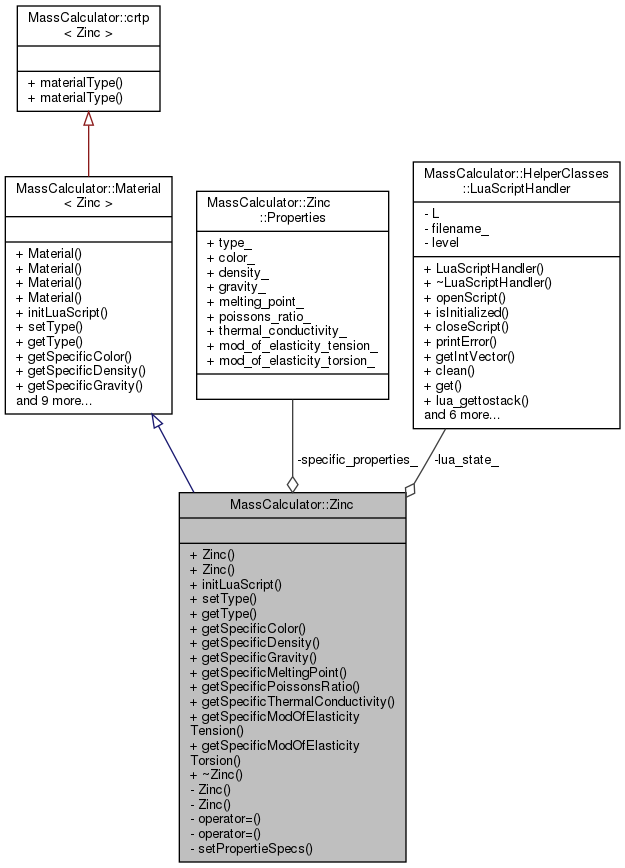 MassCalculator::crtp
< Zinc >
+ materialType()
+ materialType()
MassCalculator::Material
< Zinc >
+ Material()
+ Material()
+ Material()
+ Material()
+ initLuaScript()
+ setType()
+ getType()
+ getSpecificColor()
+ getSpecificDensity()
+ getSpecificGravity()
and 9 more...
MassCalculator::Zinc
::Properties
+ type_
+ color_
+ density_
+ gravity_
+ melting_point_
+ poissons_ratio_
+ thermal_conductivity_
+ mod_of_elasticity_tension_
+ mod_of_elasticity_torsion_
MassCalculator::HelperClasses
::LuaScriptHandler
- L
- filename_
- level
+ LuaScriptHandler()
+ ~LuaScriptHandler()
+ openScript()
+ isInitialized()
+ closeScript()
+ printError()
+ getIntVector()
+ clean()
+ get()
+ lua_gettostack()
and 6 more...
-specific_properties_
-lua_state_
MassCalculator::Zinc
+ Zinc()
+ Zinc()
+ initLuaScript()
+ setType()
+ getType()
+ getSpecificColor()
+ getSpecificDensity()
+ getSpecificGravity()
+ getSpecificMeltingPoint()
+ getSpecificPoissonsRatio()
+ getSpecificThermalConductivity()
+ getSpecificModOfElasticity
Tension()
+ getSpecificModOfElasticity
Torsion()
+ ~Zinc()
- Zinc()
- Zinc()
- operator=()
- operator=()
- setPropertieSpecs()